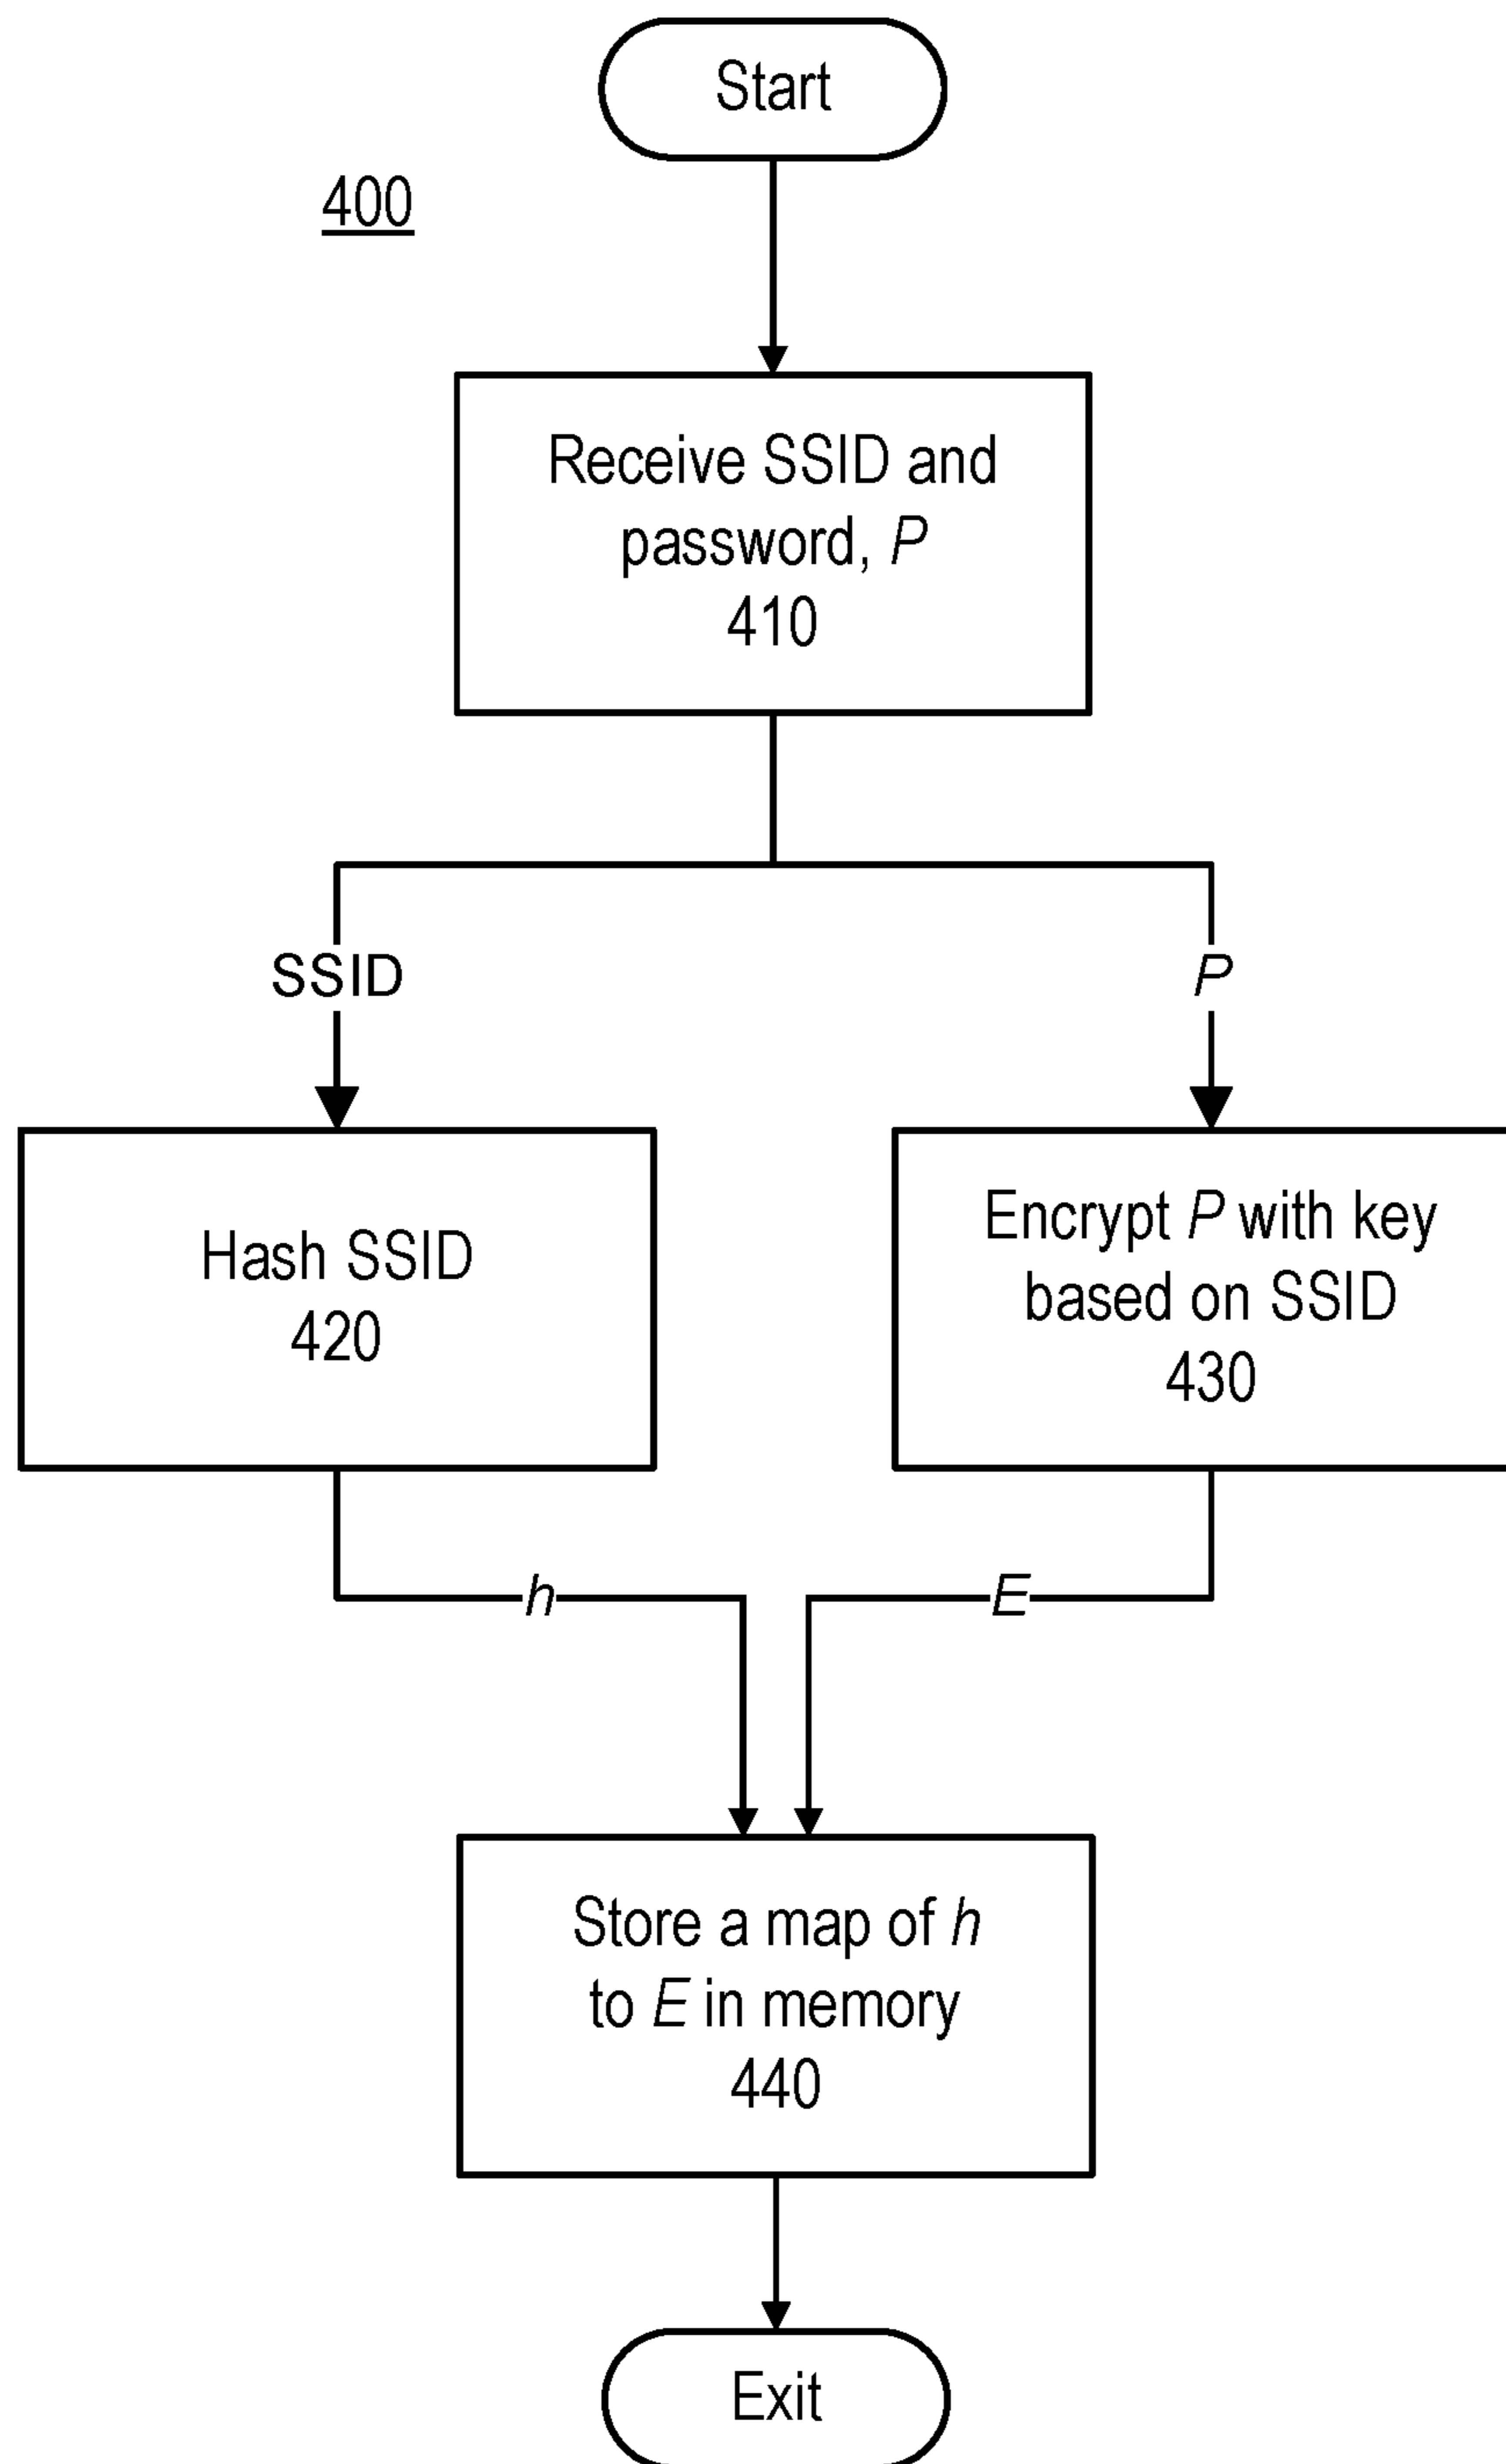 Start
400
Receive SSID and
password, P
410
SSID
P
Hash SSID
420
Encrypt P with key
based on SSID
430
h
E
Store a map of h
to E in memory
440
Exit